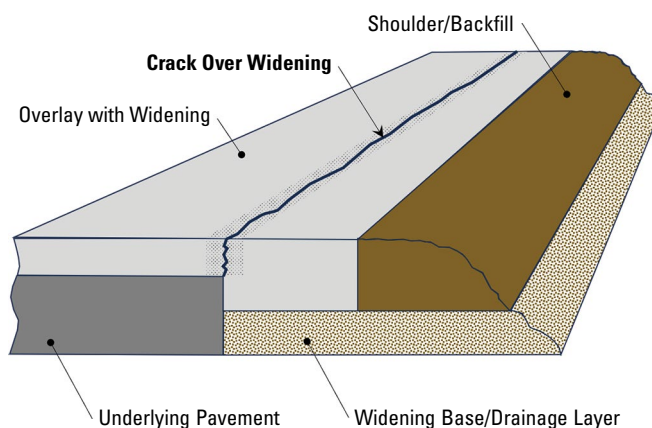 Shoulder/Backfill
Crack Over Widening
Overlay with Widening
Underlying Pavement
Widening Base/Drainage Layer